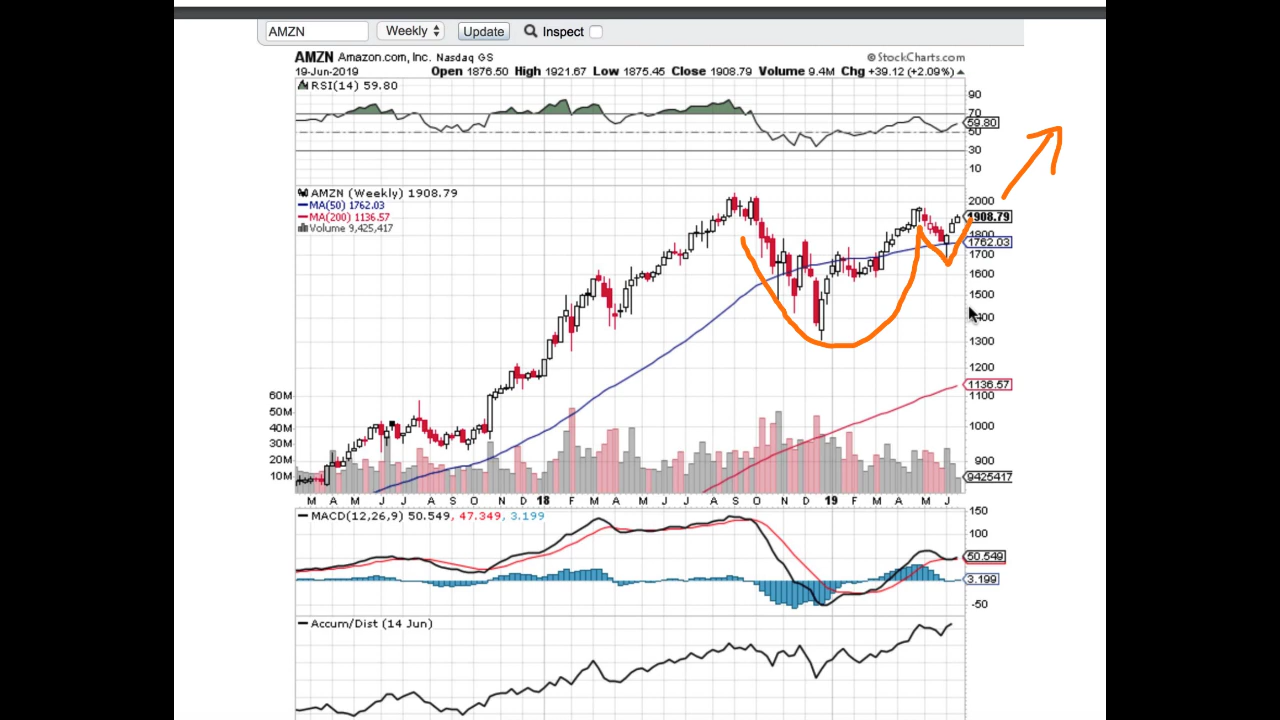 AMZN Weekly Update Inspect
AMZN Amazon.com, Inc. Nasdaq GS © StockCharts.com
19-Jun-2019 Open 1876.50 High 1921.67 Low 1875.45 Close 1908.79 Volume 9.4M Chg +39.12 (+2.09%)
RSI(14) 59.80
90
70
59.80
50
30
10
AMZN (Weekly) 1908.79
MA(50) 1762.03
MA(200) 1136.57
Volume 9,425,417
2000
1908.79
1800
1762.03
1700
1600
1500
1400
1300
1200
1136.57
1100
1000
900
9425417
60M
50M
40M
30M
20M
10M
M A M J J A S O N D 18 F M A M J J A S O N D 19 F M A M J
MACD(12,26,9) 50.549, 47.349, 3.199
150
100
50.549
3.199
-50
Accum/Dist (14 Jun)